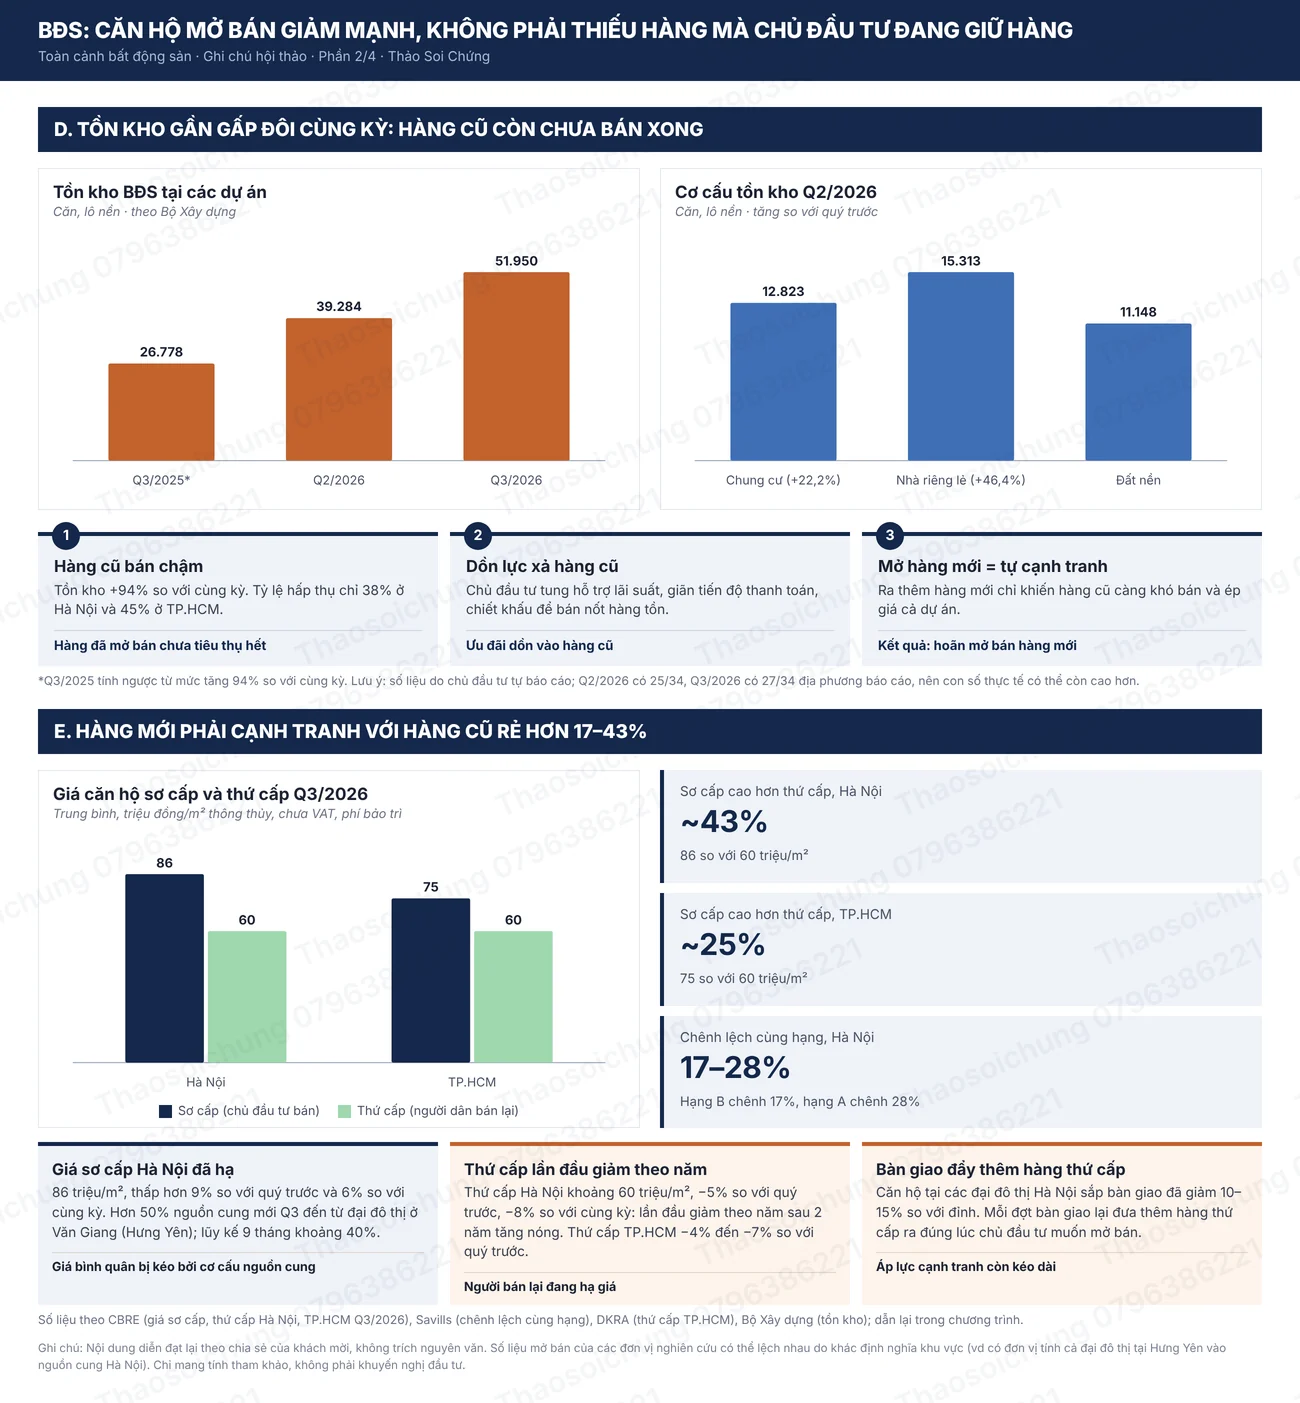 BĐS: CĂN HỘ MỞ BÁN GIẢM MẠNH, KHÔNG PHẢI THIẾU HÀNG MÀ CHỦ ĐẦU TƯ ĐANG GIỮ HÀNG
Toàn cảnh bất động sản · Ghi chú hội thảo · Phần 2/4 · Thảo Soi Chứng
D. TỒN KHO GẦN GẤP ĐÔI CÙNG KỲ: HÀNG CŨ CÒN CHƯA BÁN XONG
Tồn kho BĐS tại các dự án
Căn, lô nền · theo Bộ Xây dựng
26.778
39.284
51.950
Q3/2025*
Q2/2026
Q3/2026
Cơ cấu tồn kho Q2/2026
Căn, lô nền · tăng so với quý trước
12.823
15.313
11.148
Chung cư (+22,2%)
Nhà riêng lẻ (+46,4%)
Đất nền
1
Hàng cũ bán chậm
Tồn kho +94% so với cùng kỳ. Tỷ lệ hấp thụ chỉ 38% ở
Hà Nội và 45% ở TP.HCM.
Hàng đã mở bán chưa tiêu thụ hết
2
Dồn lực xả hàng cũ
Chủ đầu tư tung hỗ trợ lãi suất, giãn tiến độ thanh toán,
chiết khấu để bán nốt hàng tồn.
Ưu đãi dồn vào hàng cũ
3
Mở hàng mới = tự cạnh tranh
Ra thêm hàng mới chỉ khiến hàng cũ càng khó bán và ép
giá cả dự án.
Kết quả: hoãn mở bán hàng mới
*Q3/2025 tính ngược từ mức tăng 94% so với cùng kỳ. Lưu ý: số liệu do chủ đầu tư tự báo cáo; Q2/2026 có 25/34, Q3/2026 có 27/34 địa phương báo cáo, nên con số thực tế có thể còn cao hơn.
E. HÀNG MỚI PHẢI CẠNH TRANH VỚI HÀNG CŨ RẺ HƠN 17–43%
Giá căn hộ sơ cấp và thứ cấp Q3/2026
Trung bình, triệu đồng/m² thông thủy, chưa VAT, phí bảo trì
86
60
75
60
Hà Nội
TP.HCM
Sơ cấp (chủ đầu tư bán)
Thứ cấp (người dân bán lại)
Sơ cấp cao hơn thứ cấp, Hà Nội
~43%
86 so với 60 triệu/m²
Sơ cấp cao hơn thứ cấp, TP.HCM
~25%
75 so với 60 triệu/m²
Chênh lệch cùng hạng, Hà Nội
17–28%
Hạng B chênh 17%, hạng A chênh 28%
Giá sơ cấp Hà Nội đã hạ
86 triệu/m², thấp hơn 9% so với quý trước và 6% so với
cùng kỳ. Hơn 50% nguồn cung mới Q3 đến từ đại đô thị ở
Văn Giang (Hưng Yên); lũy kế 9 tháng khoảng 40%.
Giá bình quân bị kéo bởi cơ cấu nguồn cung
Thứ cấp lần đầu giảm theo năm
Thứ cấp Hà Nội khoảng 60 triệu/m², −5% so với quý
trước, −8% so với cùng kỳ: lần đầu giảm theo năm sau 2
năm tăng nóng. Thứ cấp TP.HCM −4% đến −7% so với
quý trước.
Người bán lại đang hạ giá
Bàn giao đẩy thêm hàng thứ cấp
Căn hộ tại các đại đô thị Hà Nội sắp bàn giao đã giảm 10–
15% so với đỉnh. Mỗi đợt bàn giao lại đưa thêm hàng thứ
cấp ra đúng lúc chủ đầu tư muốn mở bán.
Áp lực cạnh tranh còn kéo dài
Số liệu theo CBRE (giá sơ cấp, thứ cấp Hà Nội, TP.HCM Q3/2026), Savills (chênh lệch cùng hạng), DKRA (thứ cấp TP.HCM), Bộ Xây dựng (tồn kho); dẫn lại trong chương trình.
Ghi chú: Nội dung diễn đạt lại theo chia sẻ của khách mời, không trích nguyên văn. Số liệu mở bán của các đơn vị nghiên cứu có thể lệch nhau do khác định nghĩa khu vực (vd có đơn vị tính cả đại đô thị tại Hưng Yên vào
nguồn cung Hà Nội). Chỉ mang tính tham khảo, không phải khuyến nghị đầu tư.
Thaosoichung 0796386221